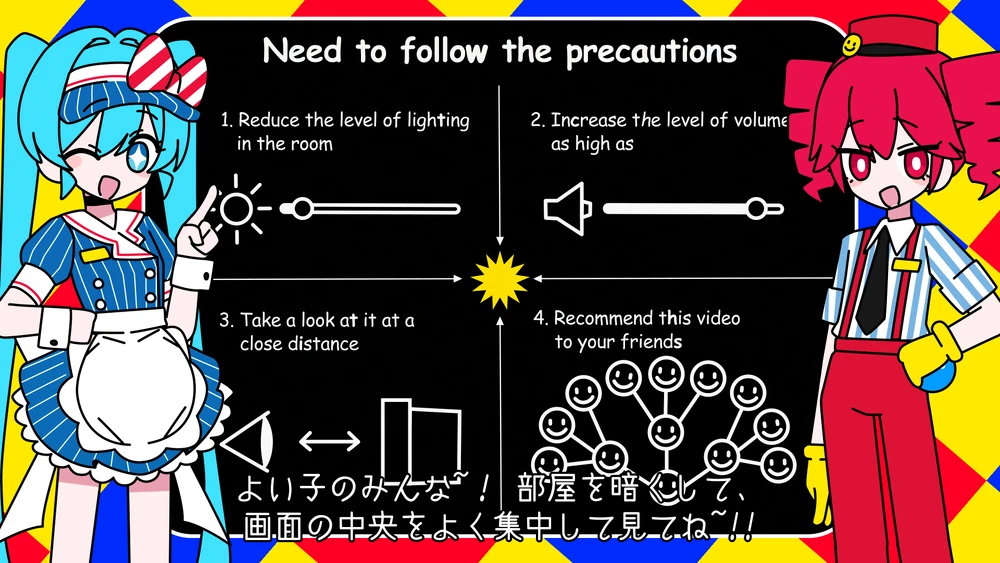 Need to follow the precautions
1. Reduce the level of lighting
in the room
2. Increase the level of volume
as high as
3. Take a look at it at a
close distance
4. Recommend this video
to your friends
よい子のみんな~! 部屋を暗くして、
画面の中央をよく集中して見てね~!!